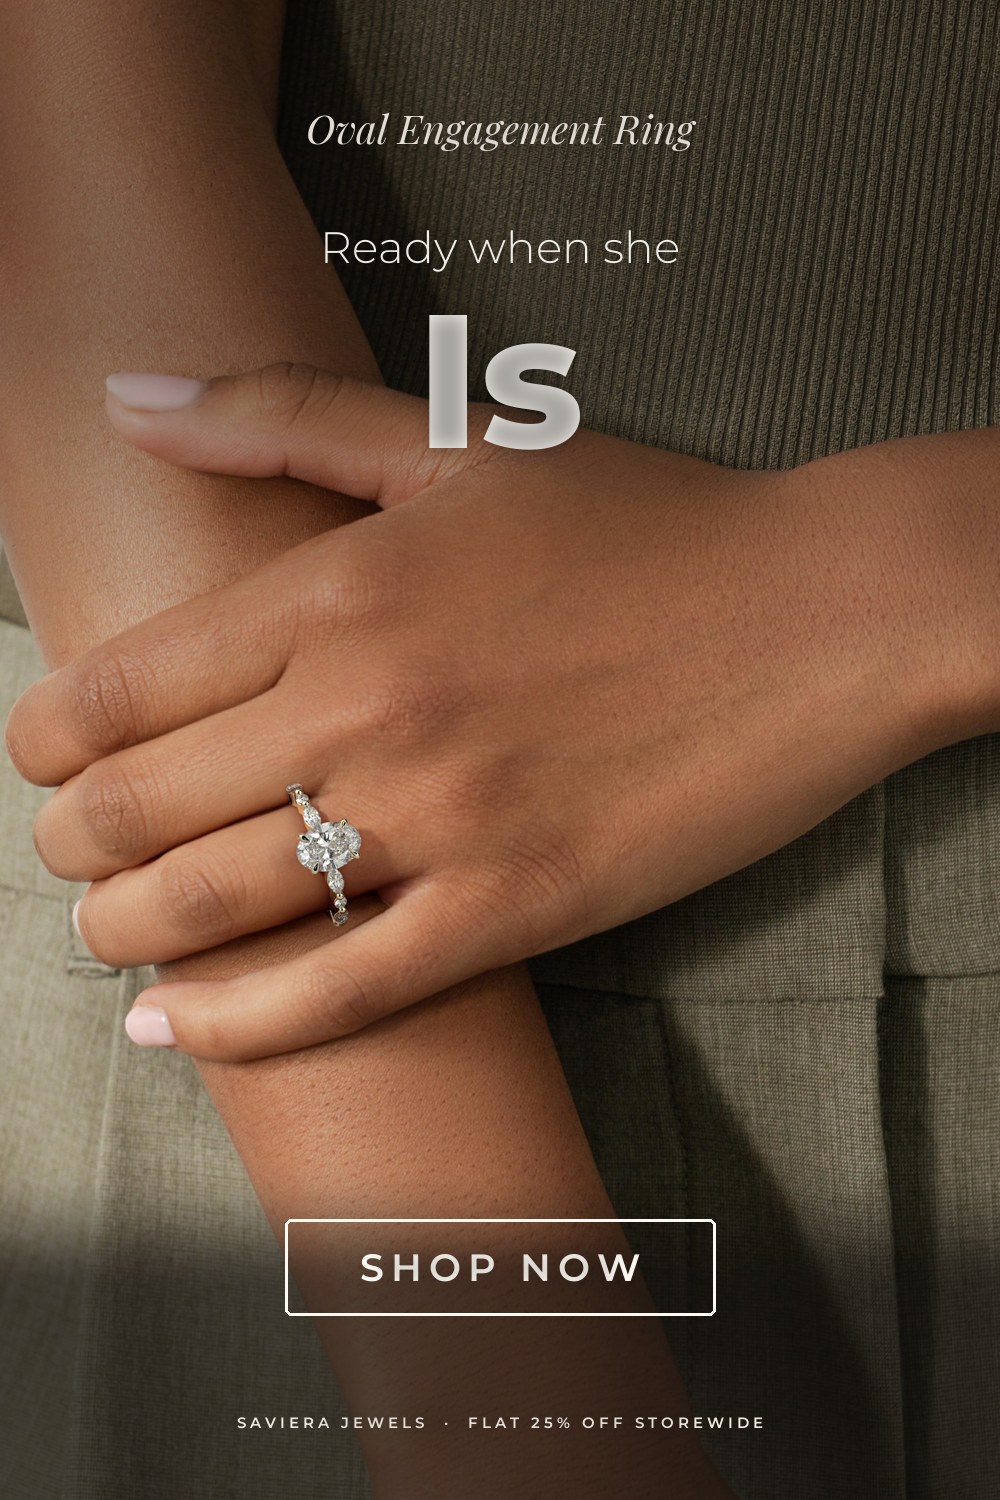 Oval Engagement Ring
Ready when she
Is
SHOP NOW
SAVIERA JEWELS · FLAT 25% OFF STOREWIDE